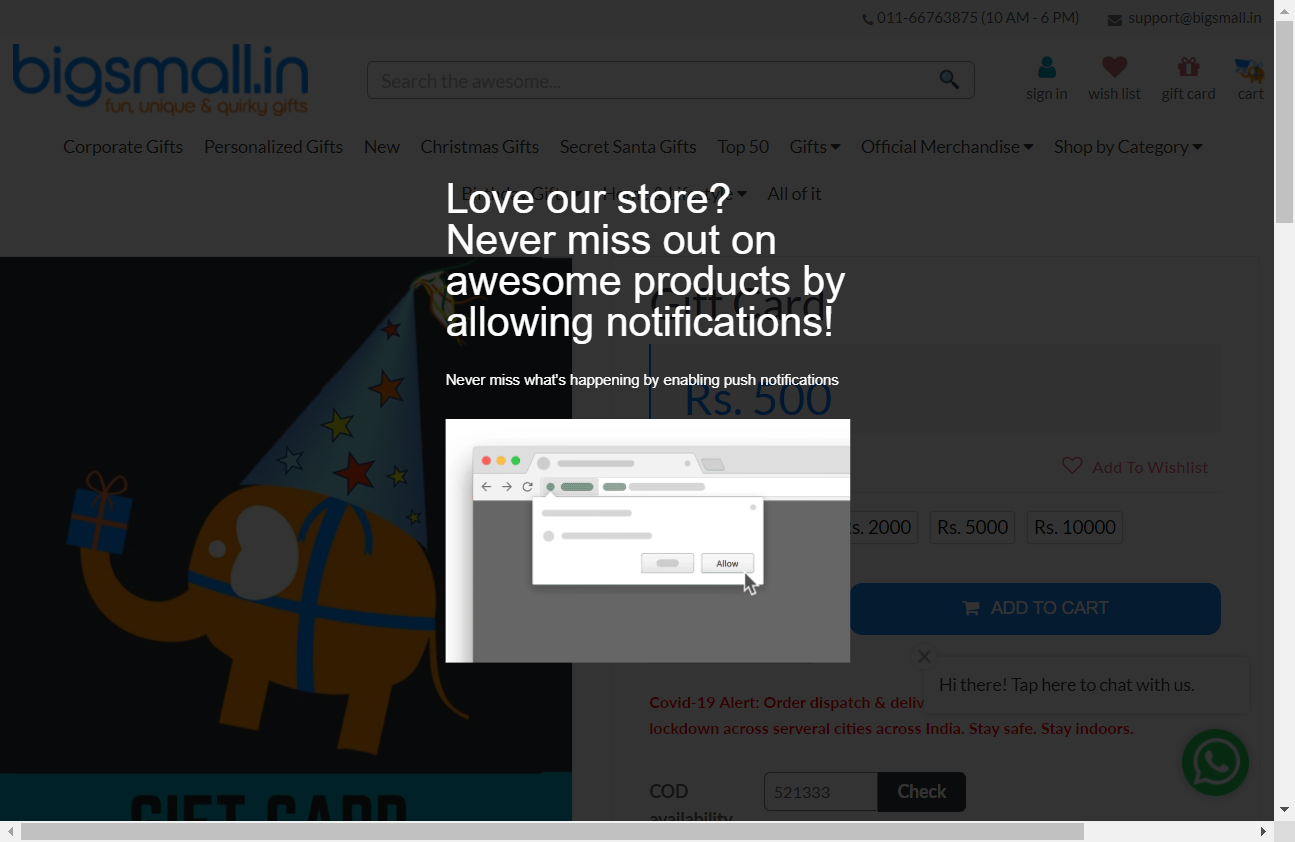 011-66763875 (10 AM - 6 PM) support@bigsmall.in
bigsmall.in
fun, unique & quirky gifts
Search the awesome...
sign in wish list gift card cart
Corporate Gifts Personalized Gifts New Christmas Gifts Secret Santa Gifts Top 50 Gifts Official Merchandise Shop by Category
Birthday Gifts Home & Lifestyle All of it
Love our store?
Never miss out on
awesome products by
allowing notifications!
Gift Card
Never miss what's happening by enabling push notifications
Rs. 500
Add To Wishlist
Rs. 2000 Rs. 5000 Rs. 10000
Allow
ADD TO CART
Hi there! Tap here to chat with us.
Covid-19 Alert: Order dispatch & deliv
lockdown across serveral cities across India. Stay safe. Stay indoors.
COD
availability
521333 Check
GIFT CARD